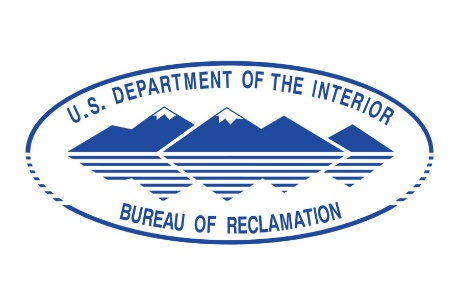 U.S. DEPARTMENT OF THE INTERIOR
BUREAU OF RECLAMATION